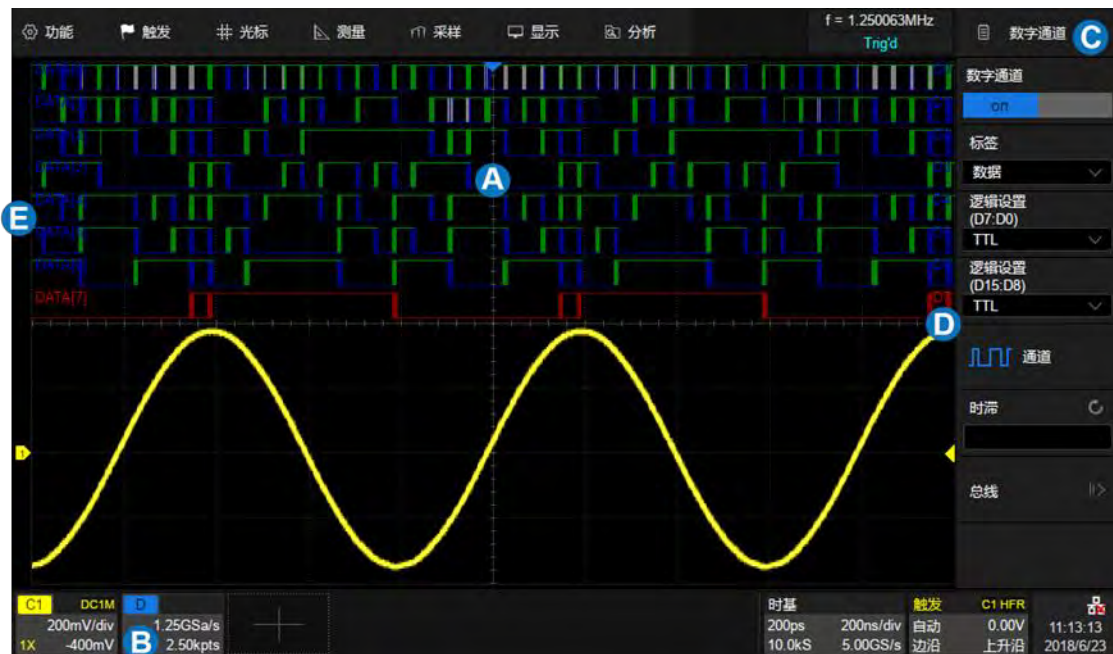 功能 触发 光标 测量 采样 显示 分析
f = 1.250063MHz
Trig'd
数字通道 C
数字通道
on
标签
数据
逻辑设置
(D7:D0)
TTL
逻辑设置
(D15:D8)
TTL
通道
时滞
总线
A
E
DATA[7] D7
D
1
C1 DC1M
200mV/div
1X -400mV
D
1.25GSa/s
B 2.50kpts
时基
200ps 200ns/div
10.0kS 5.00GS/s
触发 C1 HFR
自动 0.00V
边沿 上升沿
11:13:13
2018/6/23